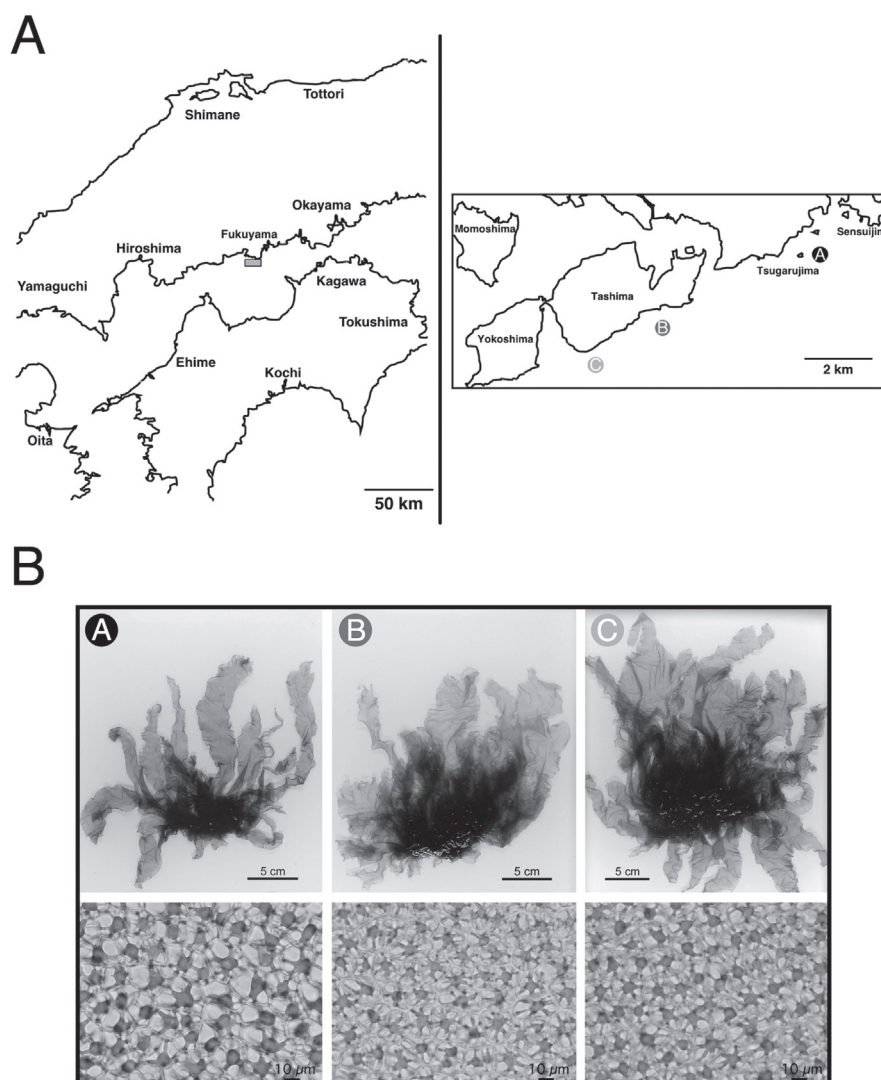 A
Tottori
Shimane
Okayama
Fukuyama
Hiroshima
Kagawa
Yamaguchi
Tokushima
Ehime
Kochi
Oita
50 km
Momoshima
Sensuijim
A
Tsugarujima
Tashima
B
Yokoshima
C
2 km
B
A
B
C
5 cm
5 cm
5 cm
10 µm
10 µm
10 µm